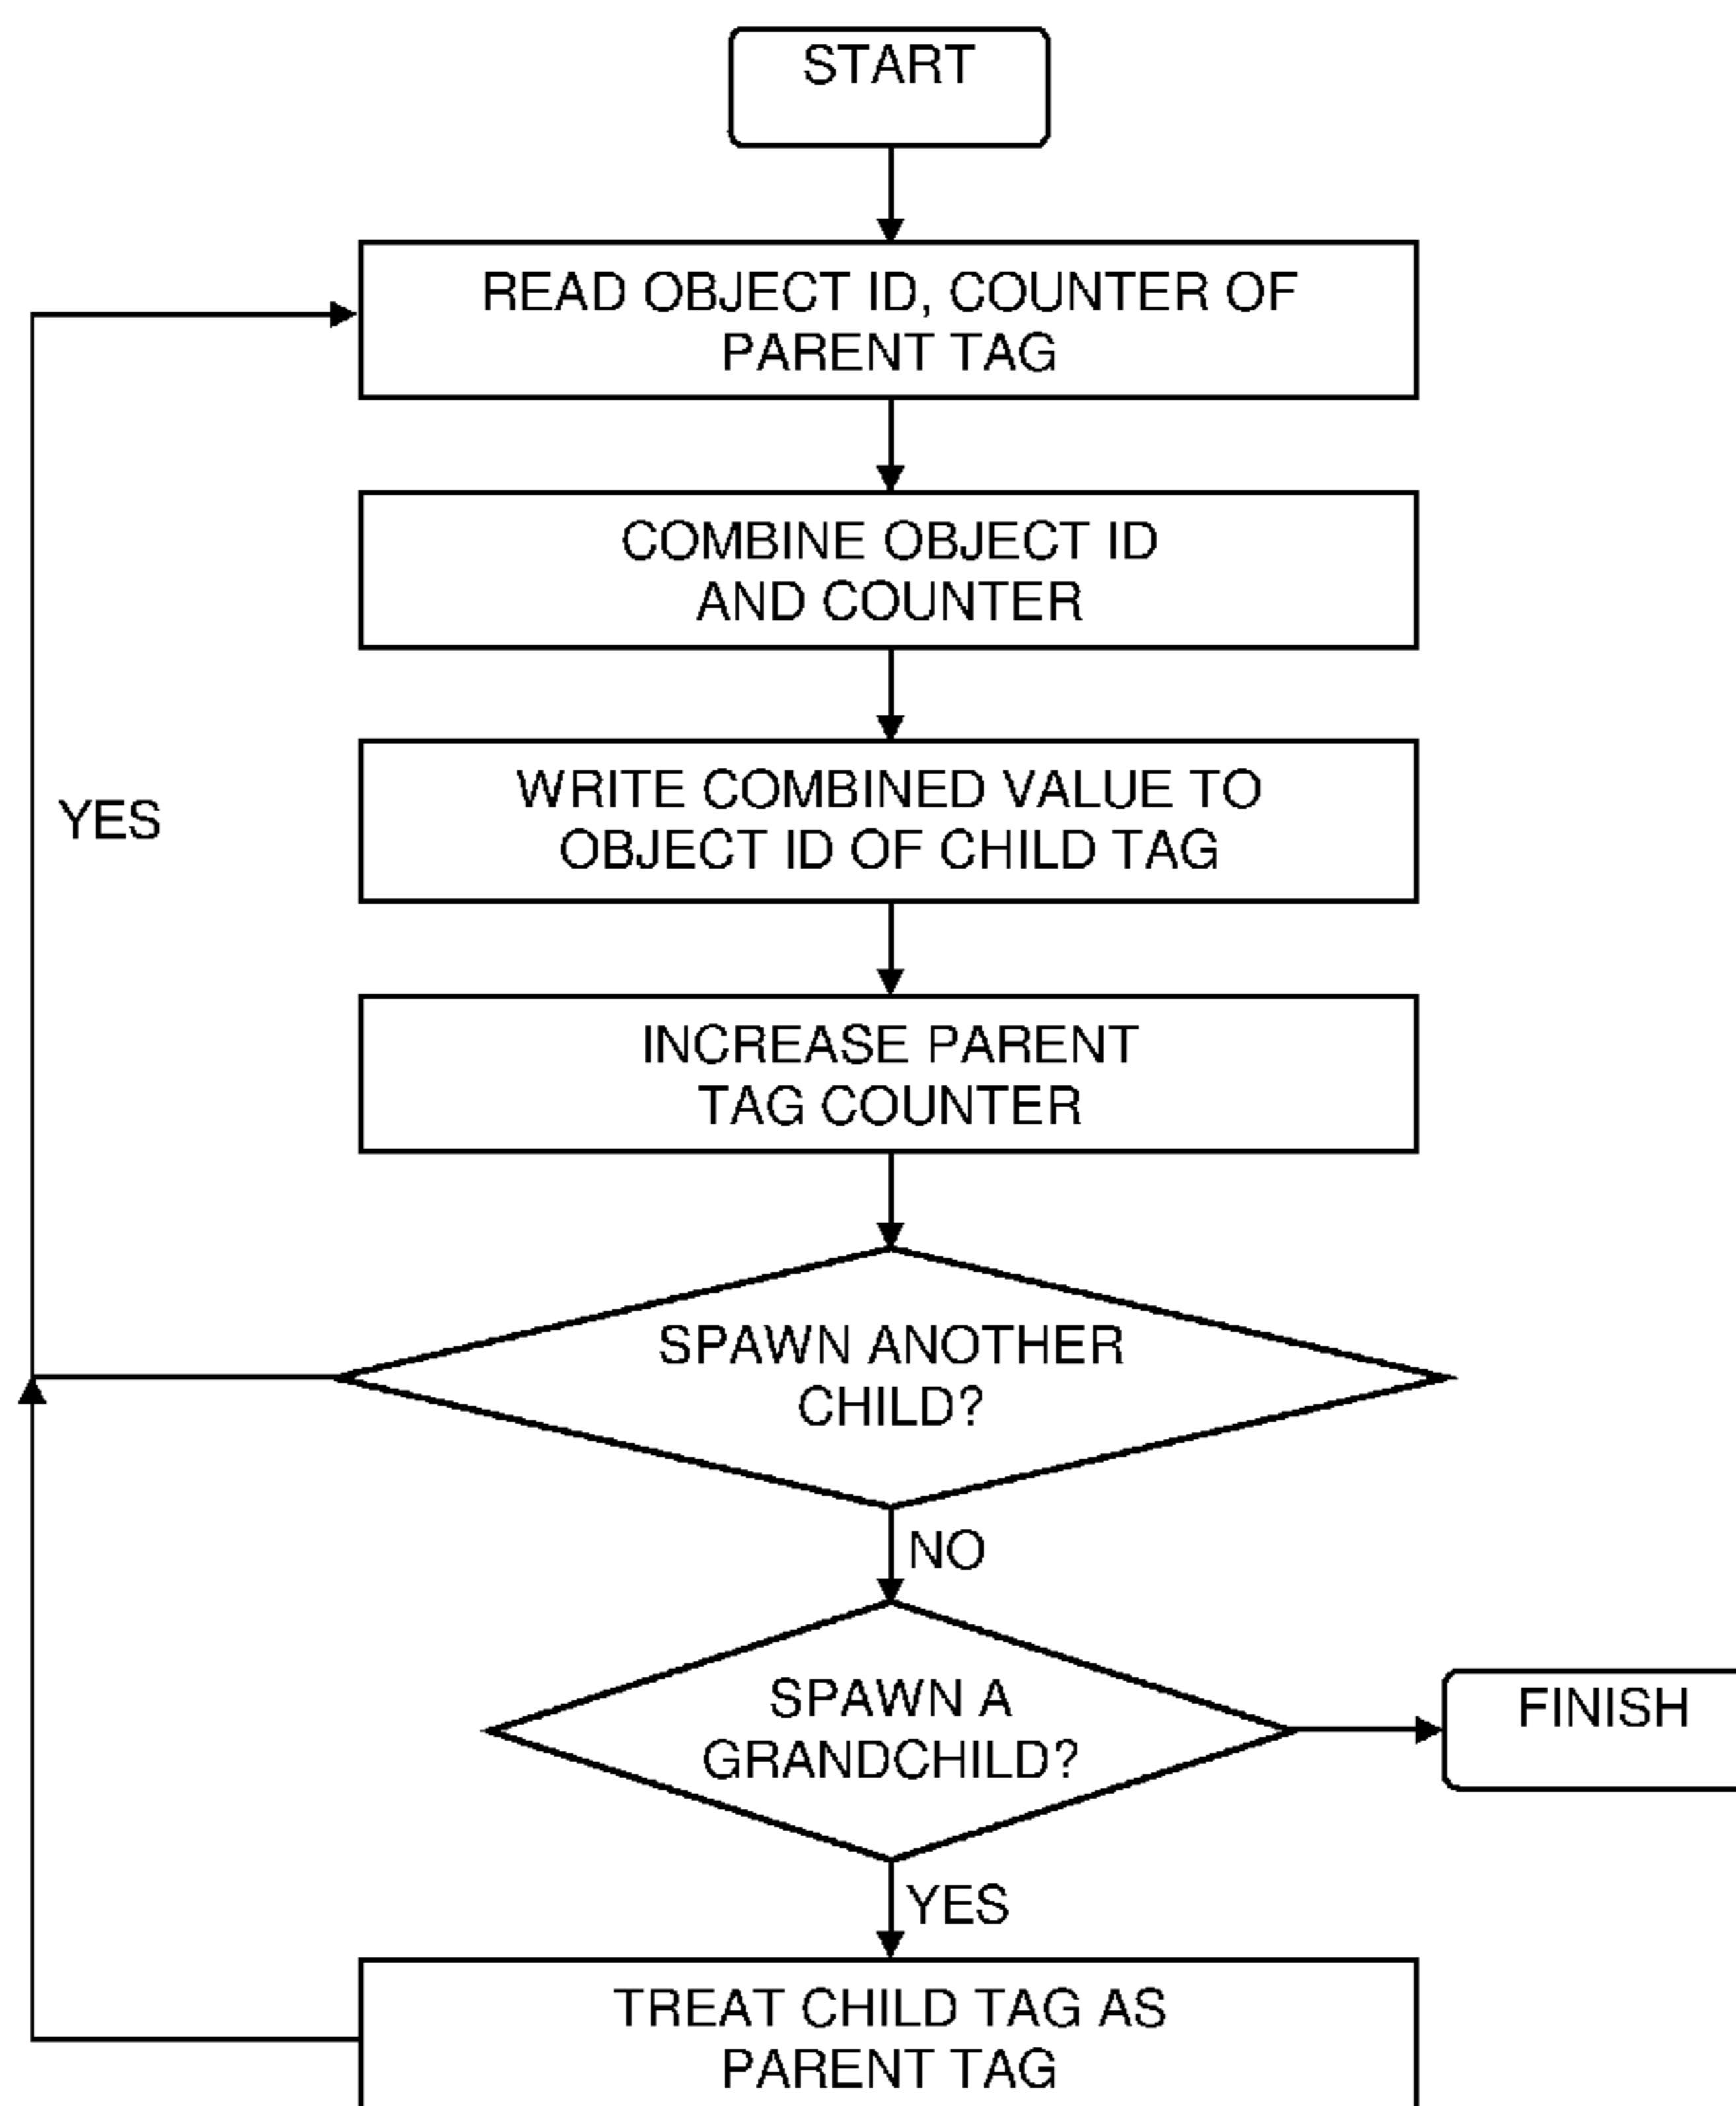 START
READ OBJECT ID, COUNTER OF
PARENT TAG
COMBINE OBJECT ID
AND COUNTER
WRITE COMBINED VALUE TO
OBJECT ID OF CHILD TAG
YES
INCREASE PARENT
TAG COUNTER
SPAWN ANOTHER
CHILD?
NO
SPAWN A
GRANDCHILD?
FINISH
YES
TREAT CHILD TAG AS
PARENT TAG